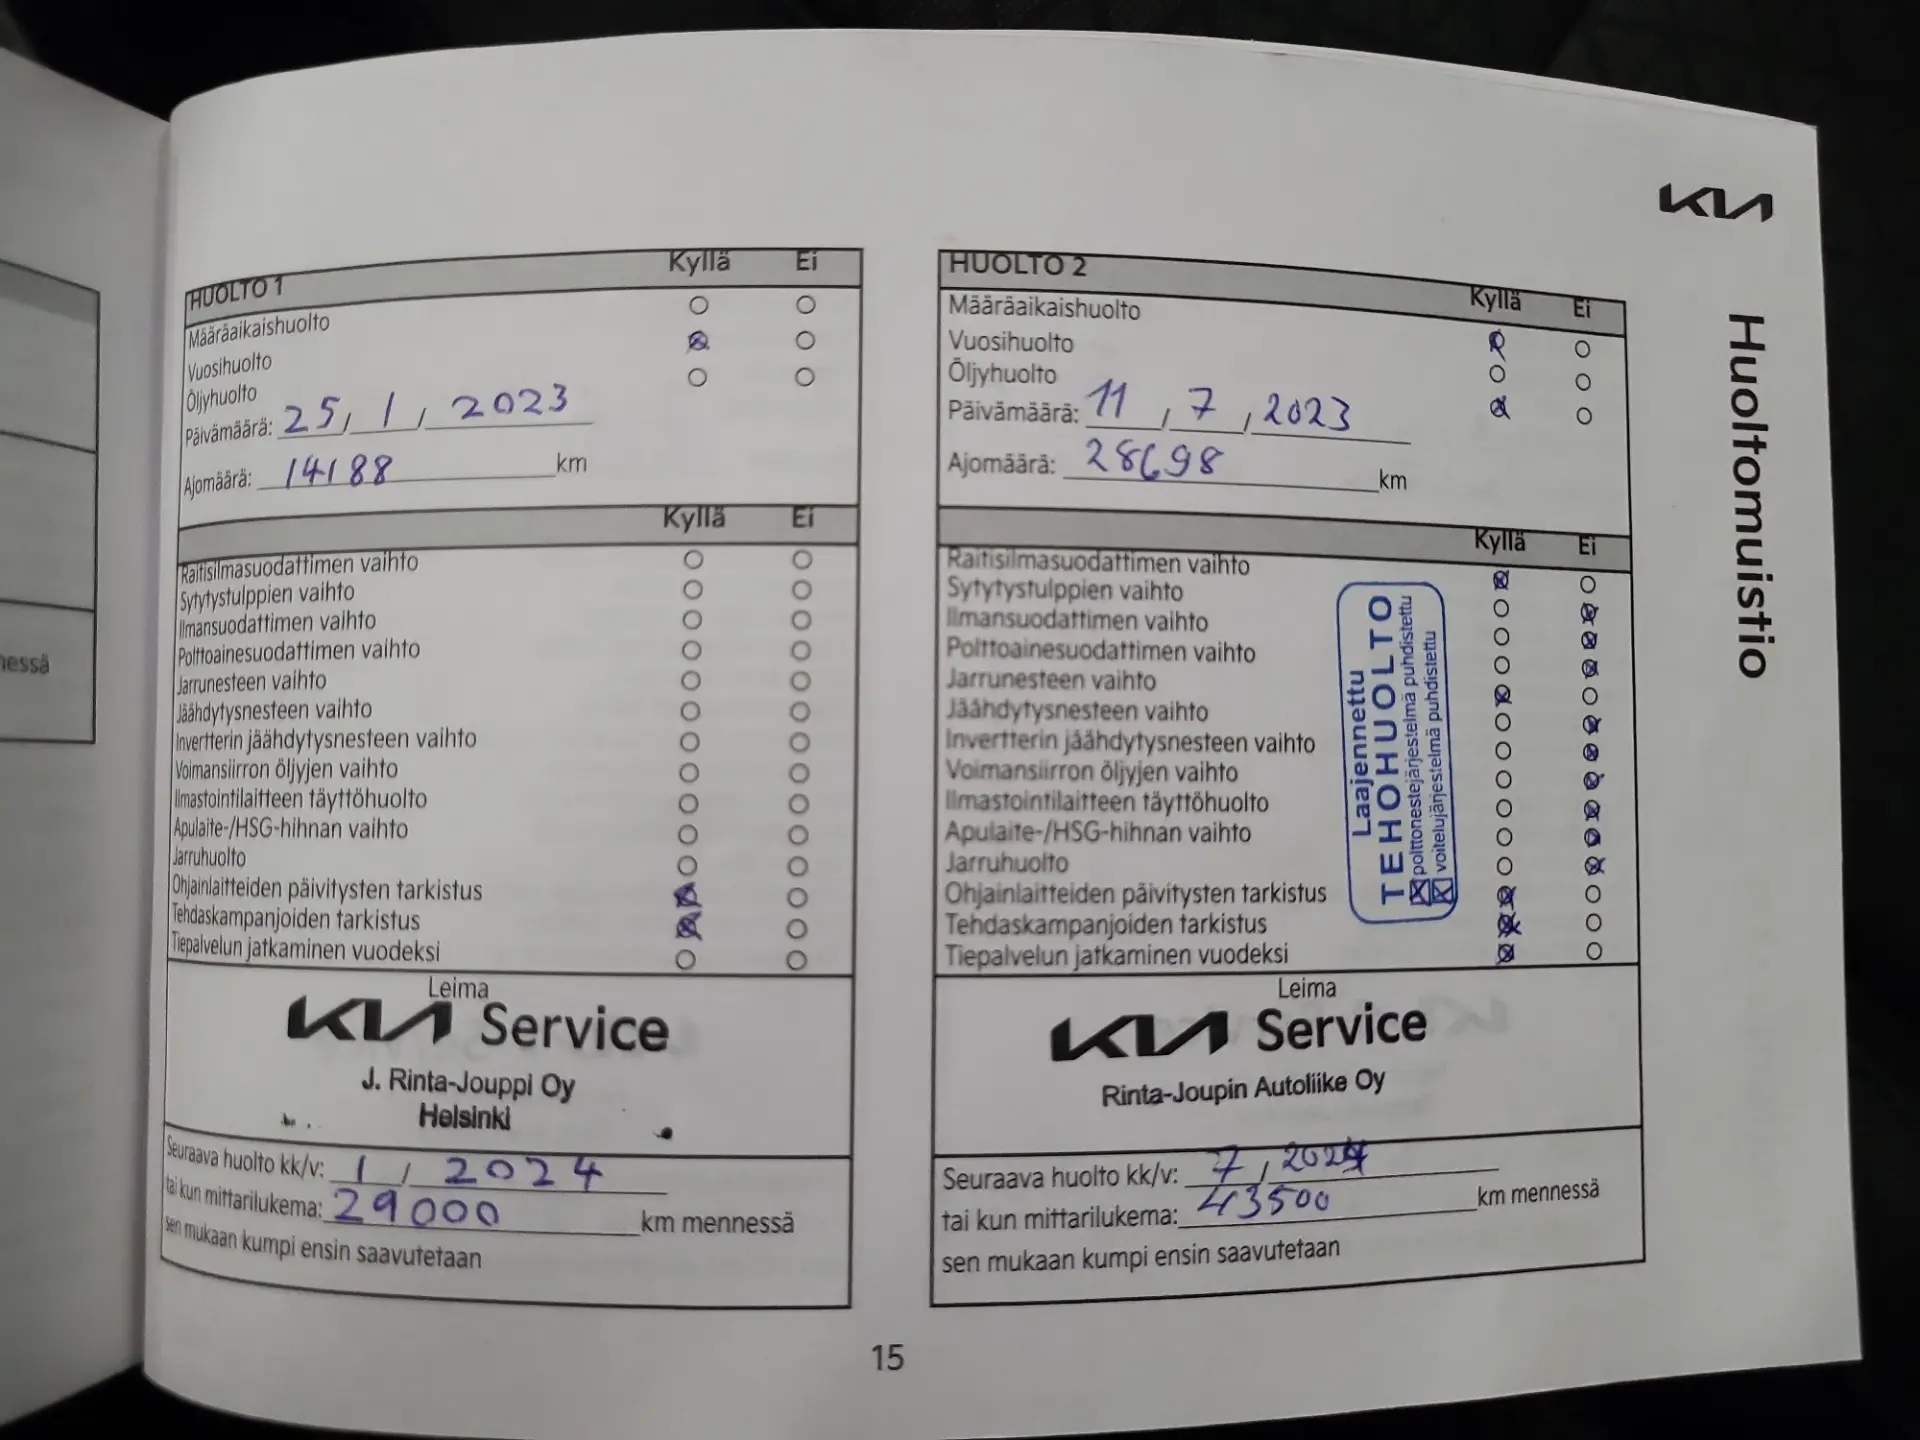 KIA
Huoltomuistio
HUOLTO 1 Kyllä Ei
Määräaikaishuolto
Vuosihuolto
Öljyhuolto
Päivämäärä: 25 / 1 / 2023
Ajomäärä: 14188 km
Kyllä Ei
Raitisilmasuodattimen vaihto
Sytytystulppien vaihto
Ilmansuodattimen vaihto
Polttoainesuodattimen vaihto
Jarrunesteen vaihto
Jäähdytysnesteen vaihto
Invertterin jäähdytysnesteen vaihto
Voimansiirron öljyjen vaihto
Ilmastointilaitteen täyttöhuolto
Apulaite-/HSG-hihnan vaihto
Jarruhuolto
Ohjainlaitteiden päivitysten tarkistus
Tehdaskampanjoiden tarkistus
Tiepalvelun jatkaminen vuodeksi
Leima
KIA Service
J. Rinta-Jouppi Oy
Helsinki
Seuraava huolto kk/v: 1 / 2024
tai kun mittarilukema: 29000 km mennessä
sen mukaan kumpi ensin saavutetaan
HUOLTO 2 Kyllä Ei
Määräaikaishuolto
Vuosihuolto
Öljyhuolto
Päivämäärä: 11 / 7 / 2023
Ajomäärä: 28698 km
Kyllä Ei
Raitisilmasuodattimen vaihto
Sytytystulppien vaihto
Ilmansuodattimen vaihto
Polttoainesuodattimen vaihto
Jarrunesteen vaihto
Jäähdytysnesteen vaihto
Invertterin jäähdytysnesteen vaihto
Voimansiirron öljyjen vaihto
Ilmastointilaitteen täyttöhuolto
Apulaite-/HSG-hihnan vaihto
Jarruhuolto
Ohjainlaitteiden päivitysten tarkistus
Tehdaskampanjoiden tarkistus
Tiepalvelun jatkaminen vuodeksi
Laajennettu
TEHOHUOLTO
polttonestejärjestelmä puhdistettu
voitelujärjestelmä puhdistettu
Leima
KIA Service
Rinta-Joupin Autoliike Oy
Seuraava huolto kk/v: 7 / 2024
tai kun mittarilukema: 43500 km mennessä
sen mukaan kumpi ensin saavutetaan
15